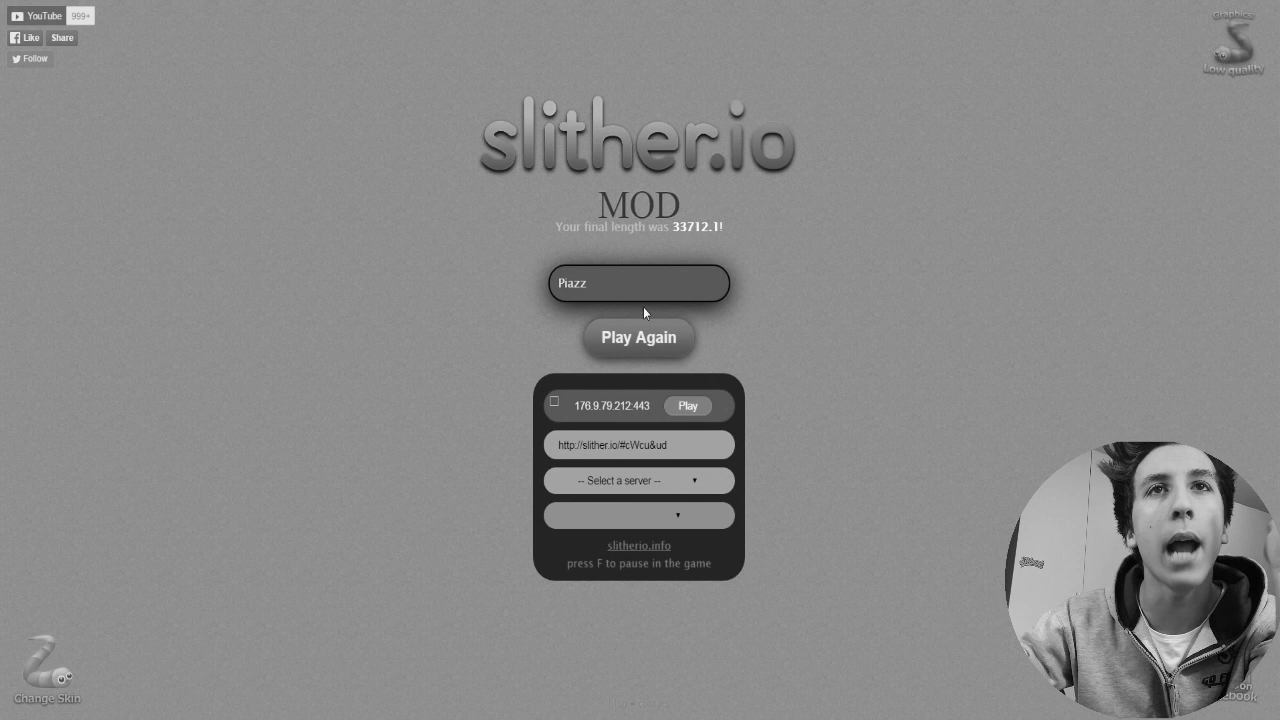 YouTube 999+
Like Share
Follow
Graphics:
Low quality
slither.io
MOD
Your final length was 33712.1!
Piazz
Play Again
176.9.79.212:443 Play
http://slither.io/#cWcu&ud
-- Select a server --
slitherio.info
press F to pause in the game
Change Skin
on